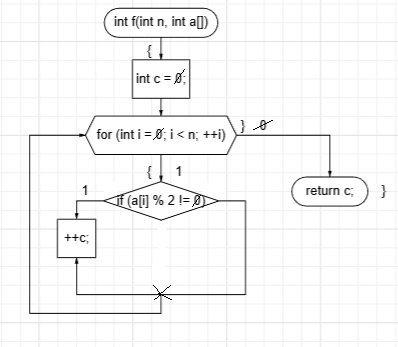 int f(int n, int a[])
{
int c = 0;
for (int i = 0; i < n; ++i)
} 0
{ 1
return c; }
1
if (a[i] % 2 != 0)
++c;